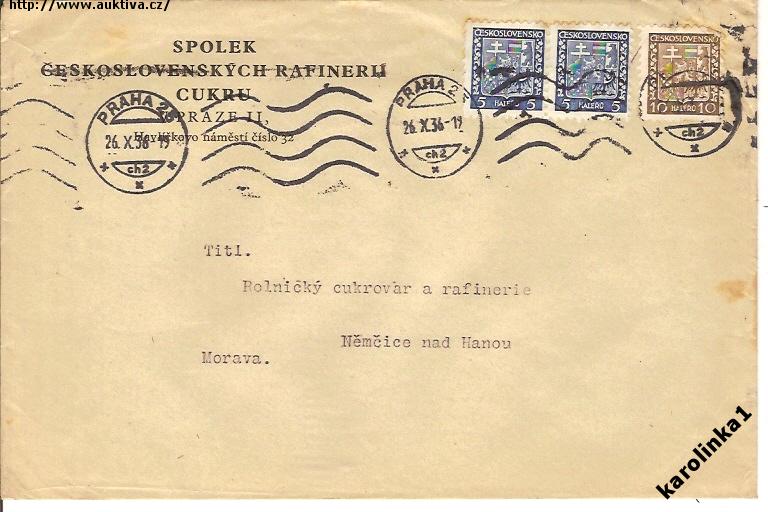 http://www.auktiva.cz/
SPOLEK
ČESKOSLOVENSKÝCH RAFINERIÍ
CUKRU
V PRAZE II,
Havlíčkovo náměstí číslo 32
PRAHA 26
26.X.36-19
ch2
PRAHA 2
26.X.36-19
ch2
ch2
ČESKOSLOVENSKO
5 HALÉŘŮ 5
ČESKOSLOVENSKO
5 HALÉŘŮ 5
ČESKOSLOVENSKO
10 HALÉŘŮ 10
Titl.
Rolnický cukrovar a rafinerie
Němčice nad Hanou
Morava.
karolinka1